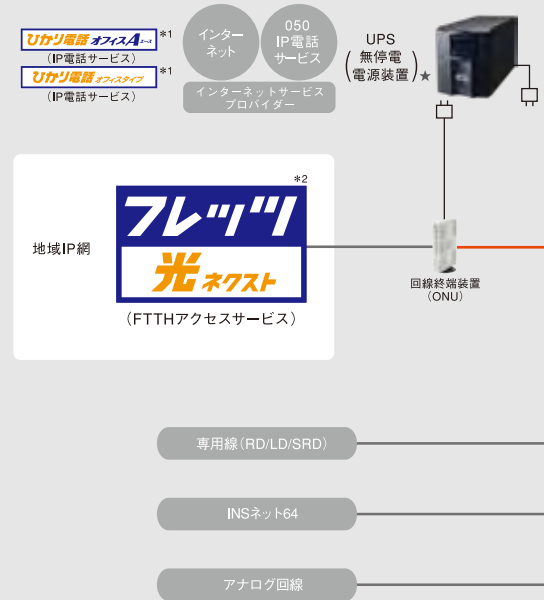 ひかり電話 オフィスA エース *1
(IP電話サービス)
ひかり電話 オフィスタイプ *1
(IP電話サービス)
インター
ネット
050
IP電話
サービス
インターネットサービス
プロバイダー
UPS
(無停電
電源装置)★
*2
フレッツ
光ネクスト
地域IP網
(FTTHアクセスサービス)
回線終端装置
(ONU)
専用線(RD/LD/SRD)
INSネット64
アナログ回線